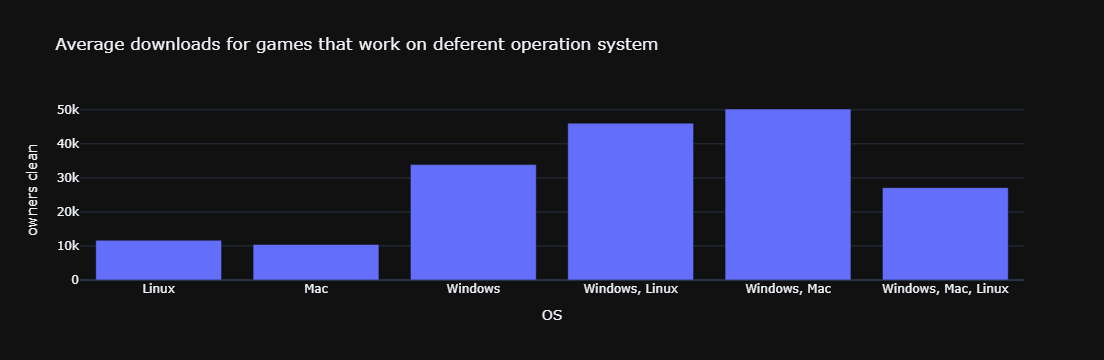 Average downloads for games that work on deferent operation system
50k
40k
30k
20k
10k
0
owners clean
Linux
Mac
Windows
Windows, Linux
Windows, Mac
Windows, Mac, Linux
OS